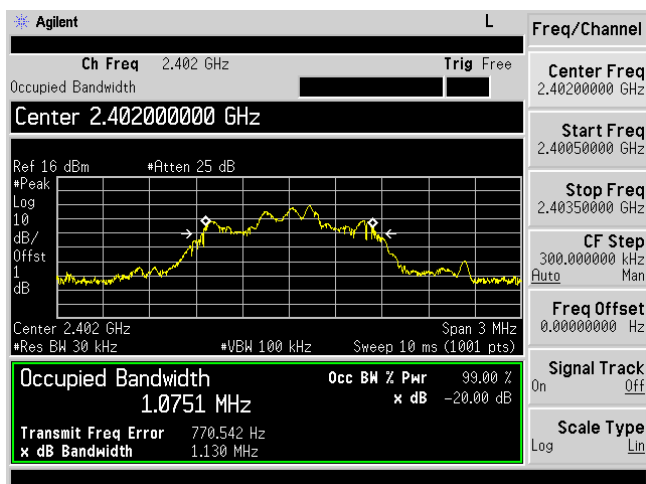 Agilent
L
Freq/Channel
Ch Freq 2.402 GHz
Trig Free
Occupied Bandwidth
Center 2.402000000 GHz
Ref 16 dBm
#Atten 25 dB
#Peak
Log
10
dB/
Offst
1
dB
Center 2.402 GHz
Span 3 MHz
#Res BW 30 kHz
#VBW 100 kHz
Sweep 10 ms (1001 pts)
Occupied Bandwidth
1.0751 MHz
Occ BW % Pwr 99.00 %
x dB -20.00 dB
Transmit Freq Error 770.542 Hz
x dB Bandwidth 1.130 MHz
Center Freq
2.40200000 GHz
Start Freq
2.40050000 GHz
Stop Freq
2.40350000 GHz
CF Step
300.000000 kHz
Auto Man
Freq Offset
0.00000000 Hz
Signal Track
On Off
Scale Type
Log Lin